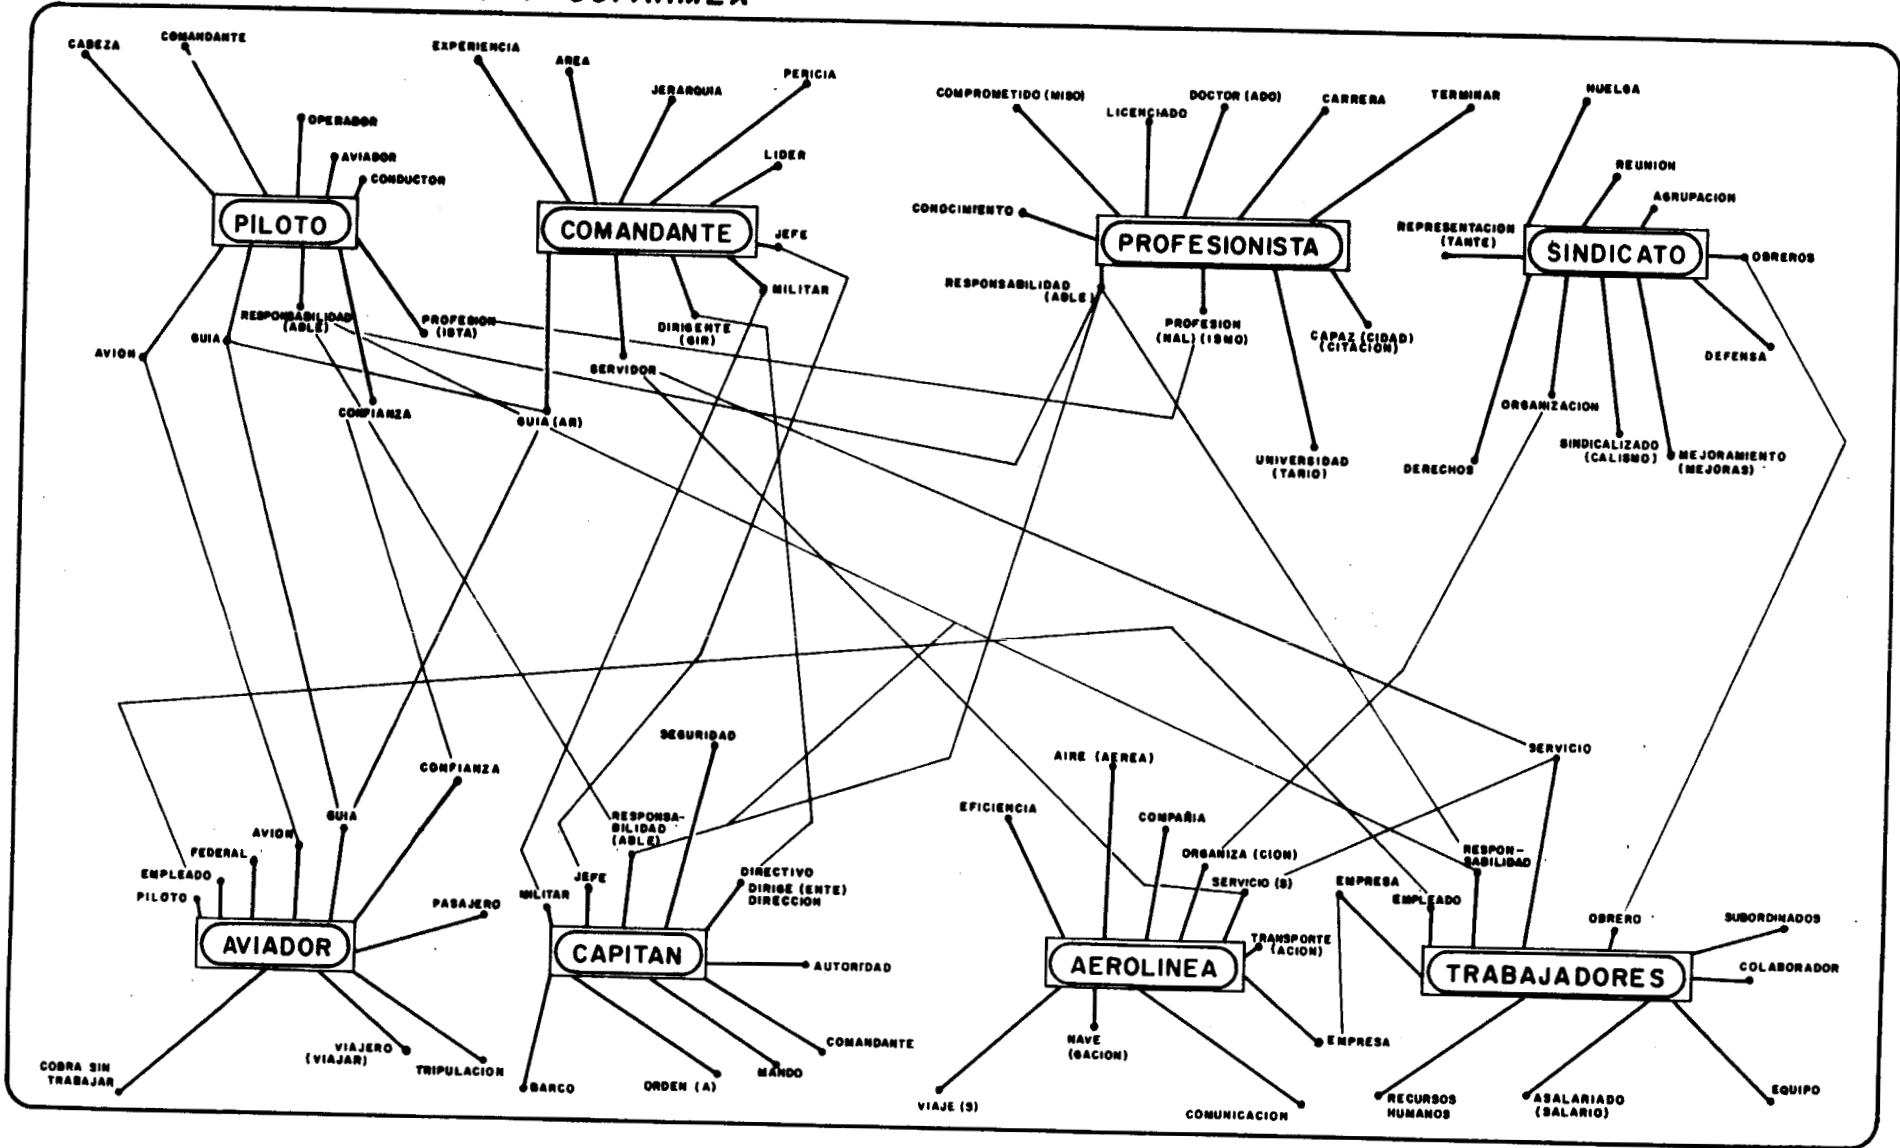 CABEZA
COMANDANTE
OPERADOR
AVIADOR
CONDUCTOR
PILOTO
AVION
GUIA
RESPONSABILIDAD
(ABLE)
PROFESION
(ISTA)
CONFIANZA
EXPERIENCIA
AREA
JERARQUIA
PERICIA
LIDER
COMANDANTE
JEFE
MILITAR
DIRIGENTE
(GIR)
SERVIDOR
GUIA (AR)
COMPROMETIDO (MISO)
LICENCIADO
DOCTOR (ADO)
CARRERA
TERMINAR
CONOCIMIENTO
PROFESIONISTA
RESPONSABILIDAD
(ABLE)
PROFESION
(NAL) (ISMO)
CAPAZ (CIDAD)
(CITACION)
UNIVERSIDAD
(TARIO)
HUELGA
REUNION
AGRUPACION
REPRESENTACION
(TANTE)
SINDICATO
OBREROS
DEFENSA
ORGANIZACION
DERECHOS
SINDICALIZADO
(CALISMO)
MEJORAMIENTO
(MEJORAS)
CONFIANZA
GUIA
AVION
FEDERAL
EMPLEADO
PILOTO
PASAJERO
AVIADOR
COBRA SIN
TRABAJAR
VIAJERO
(VIAJAR)
TRIPULACION
SEGURIDAD
RESPONSA-
BILIDAD
(ABLE)
JEFE
MILITAR
DIRECTIVO
DIRIGE (ENTE)
DIRECCION
CAPITAN
AUTORIDAD
COMANDANTE
MANDO
ORDEN (A)
BARCO
AIRE (AEREA)
EFICIENCIA
COMPAÑIA
ORGANIZA (CION)
SERVICIO (S)
TRANSPORTE
(ACION)
AEROLINEA
NAVE
(GACION)
EMPRESA
VIAJE (S)
COMUNICACION
SERVICIO
RESPON-
SABILIDAD
EMPRESA
EMPLEADO
OBRERO
SUBORDINADOS
COLABORADOR
TRABAJADORES
RECURSOS
HUMANOS
ASALARIADO
(SALARIO)
EQUIPO